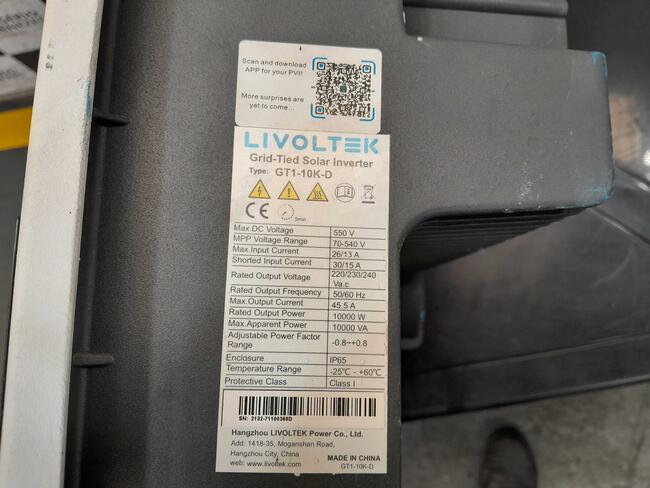 Scan and download
APP for your PV!!
More surprises are
yet to come...
LIVOLTEK
Grid-Tied Solar Inverter
Type: GT1-10K-D
CE
5min
Max.DC Voltage 550 V
MPP Voltage Range 70-540 V
Max.Input Current 26/13 A
Shorted Input Current 30/15 A
Rated Output Voltage 220/230/240
Va.c
Rated Output Frequency 50/60 Hz
Max.Output Current 45.5 A
Rated Output Power 10000 W
Max.Apparent Power 10000 VA
Adjustable Power Factor
Range -0.8~+0.8
Enclosure IP65
Temperature Range -25℃ - +60℃
Protective Class Class I
SN: 2132-71100368D
Hangzhou LIVOLTEK Power Co., Ltd.
Add: 1418-35, Moganshan Road,
Hangzhou City, China
web: www.livoltek.com
MADE IN CHINA
GT1-10K-D